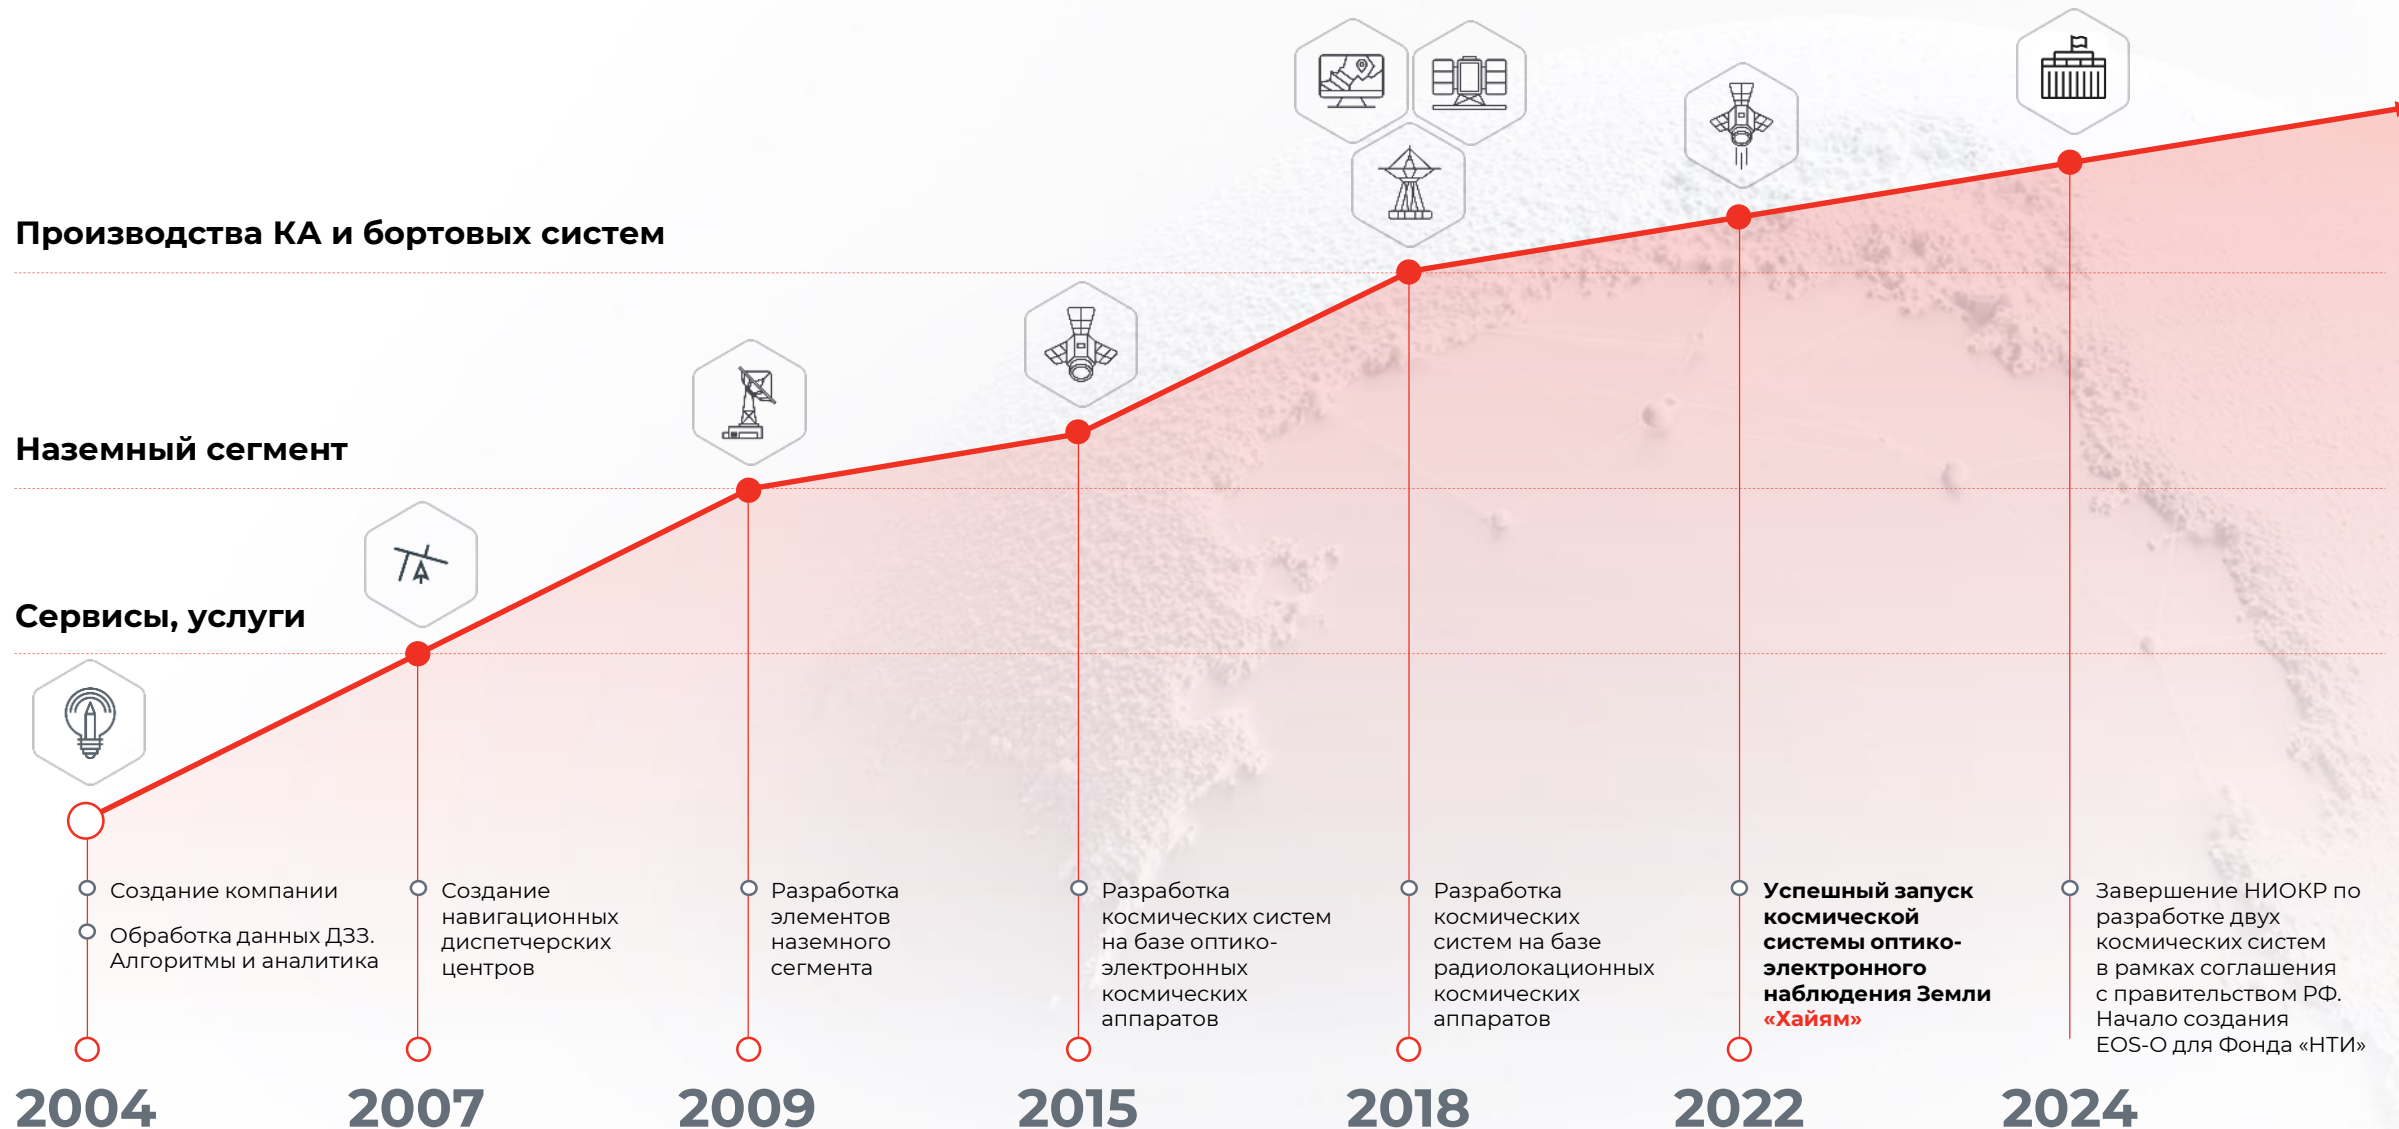 Производства КА и бортовых систем
Наземный сегмент
Сервисы, услуги
Создание компании
Обработка данных ДЗЗ.
Алгоритмы и аналитика
2004
Создание
навигационных
диспетчерских
центров
2007
Разработка
элементов
наземного
сегмента
2009
Разработка
космических систем
на базе оптико-
электронных
космических
аппаратов
2015
Разработка
космических
систем на базе
радиолокационных
космических
аппаратов
2018
Успешный запуск
космической
системы оптико-
электронного
наблюдения Земли
«Хайям»
2022
Завершение НИОКР по
разработке двух
космических систем
в рамках соглашения
с правительством РФ.
Начало создания
EOS-O для Фонда «НТИ»
2024